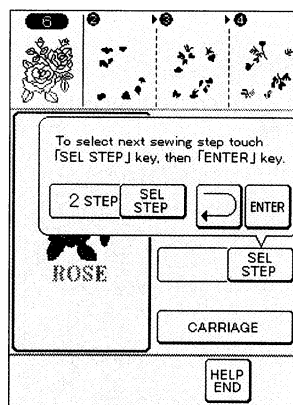 6 2 3 4
To select next sewing step touch
「SEL STEP」 key, then 「ENTER」 key.
2 STEP SEL STEP ENTER
ROSE
SEL STEP
CARRIAGE
HELP END